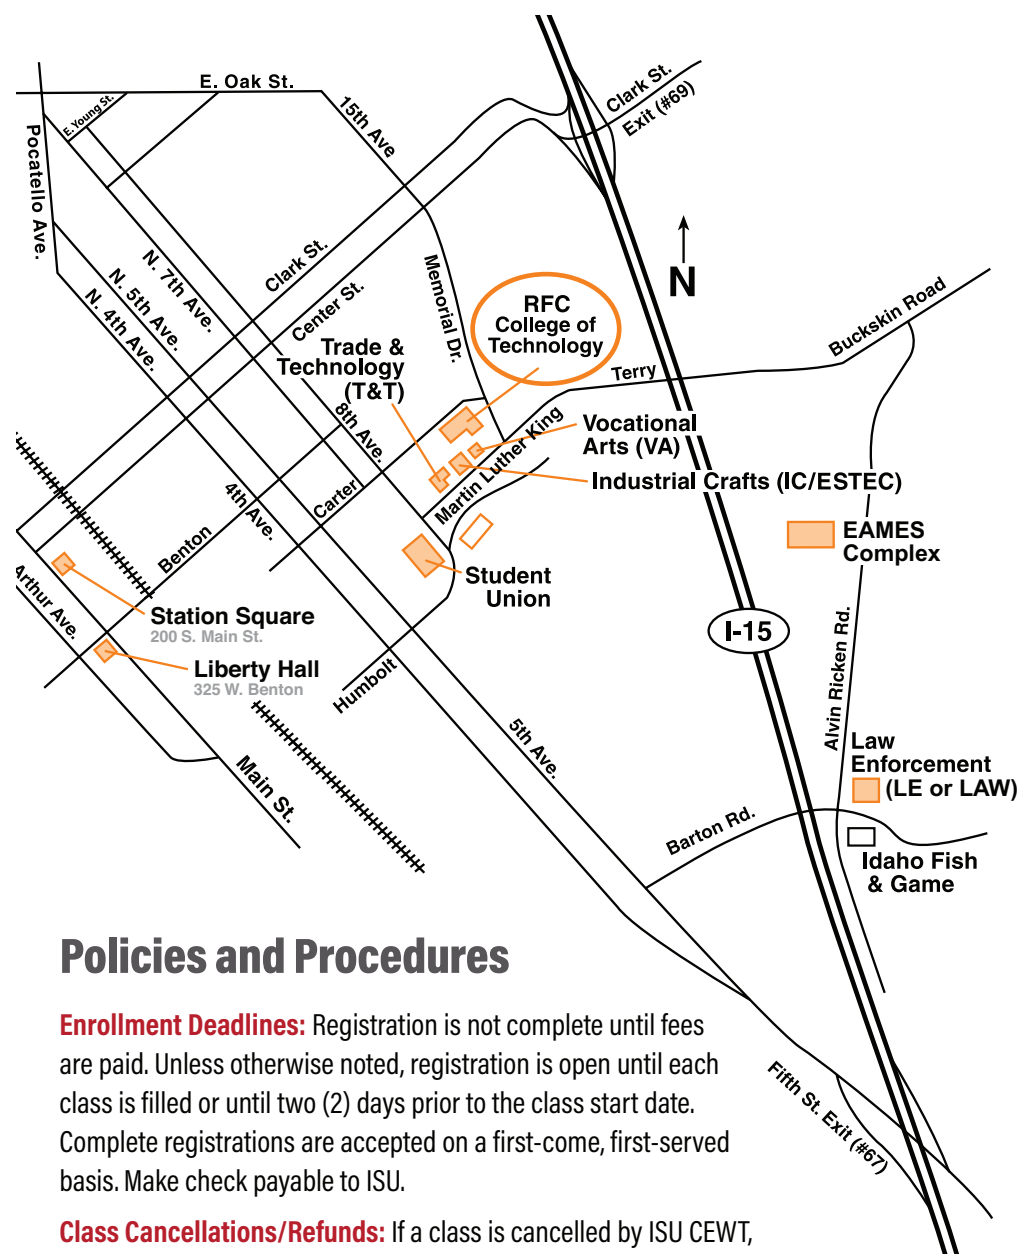 E. Oak St.
E. Young St.
15th Ave
Clark St.
Exit (#69)
Pocatello Ave.
N. 7th Ave.
N. 5th Ave.
N. 4th Ave.
Clark St.
Center St.
Memorial Dr.
N
RFC
College of
Technology
Buckskin Road
Trade &
Technology
(T&T)
Terry
8th Ave.
Vocational
Arts (VA)
Martin Luther King
Industrial Crafts (IC/ESTEC)
Carter
4th Ave.
Benton
EAMES
Complex
Student
Union
Arthur Ave.
Station Square
200 S. Main St.
Liberty Hall
325 W. Benton
I-15
Humbolt
Alvin Ricken Rd.
5th Ave.
Main St.
Law
Enforcement
(LE or LAW)
Barton Rd.
Idaho Fish
& Game
Fifth St. Exit (#67)
Policies and Procedures
Enrollment Deadlines: Registration is not complete until fees
are paid. Unless otherwise noted, registration is open until each
class is filled or until two (2) days prior to the class start date.
Complete registrations are accepted on a first-come, first-served
basis. Make check payable to ISU.
Class Cancellations/Refunds: If a class is cancelled by ISU CEWT,